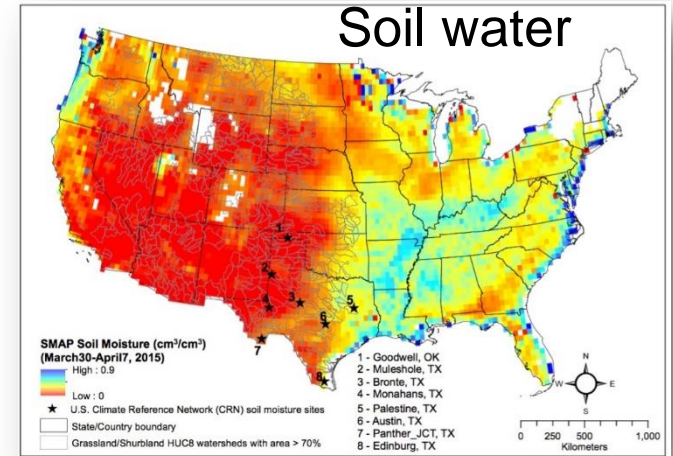 Soil water
SMAP Soil Moisture (cm³/cm³)
(March30-April7, 2015)
High : 0.9
Low : 0
★ U.S. Climate Reference Network (CRN) soil moisture sites
State/Country boundary
Grassland/Shurbland HUC8 watersheds with area > 70%
1
2
3
4
5
6
7
8
1 - Goodwell, OK
2 - Muleshole, TX
3 - Bronte, TX
4 - Monahans, TX
5 - Palestine, TX
6 - Austin, TX
7 - Panther_JCT, TX
8 - Edinburg, TX
N
W
E
S
0 250 500 1,000
Kilometers